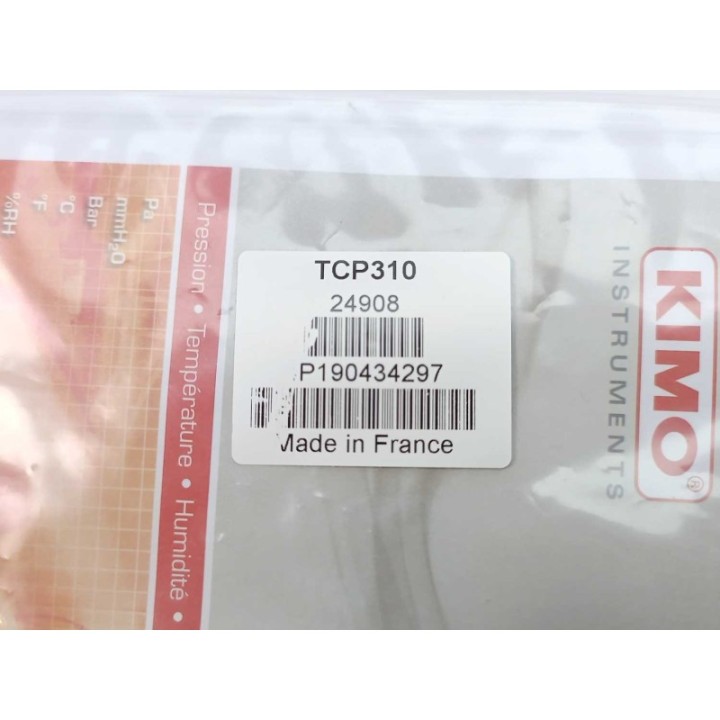 Pa
mmH₂O
Bar
°C
°F
%RH
Pression • Température • Humidité •
TCP310
24908
P190434297
Made in France
KIMO®
INSTRUMENTS